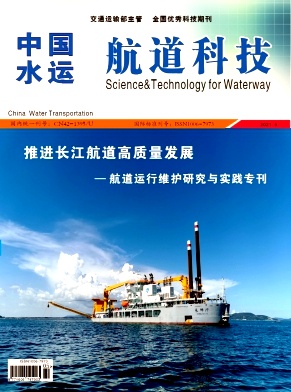 交通运输部主管 全国优秀科技期刊
中国
水运
航道科技
Science&Technology for Waterway
China Water Transportation
推进长江航道高质量发展
—航道运行维护研究与实践专刊